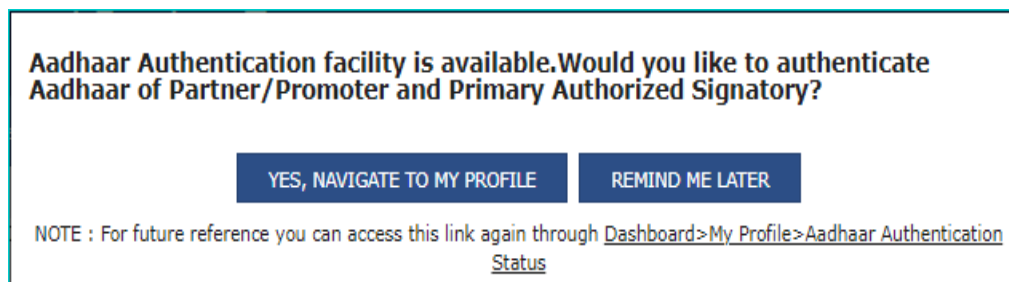 Aadhaar Authentication facility is available.Would you like to authenticate
Aadhaar of Partner/Promoter and Primary Authorized Signatory?
YES, NAVIGATE TO MY PROFILE
REMIND ME LATER
NOTE : For future reference you can access this link again through Dashboard>My Profile>Aadhaar Authentication
Status